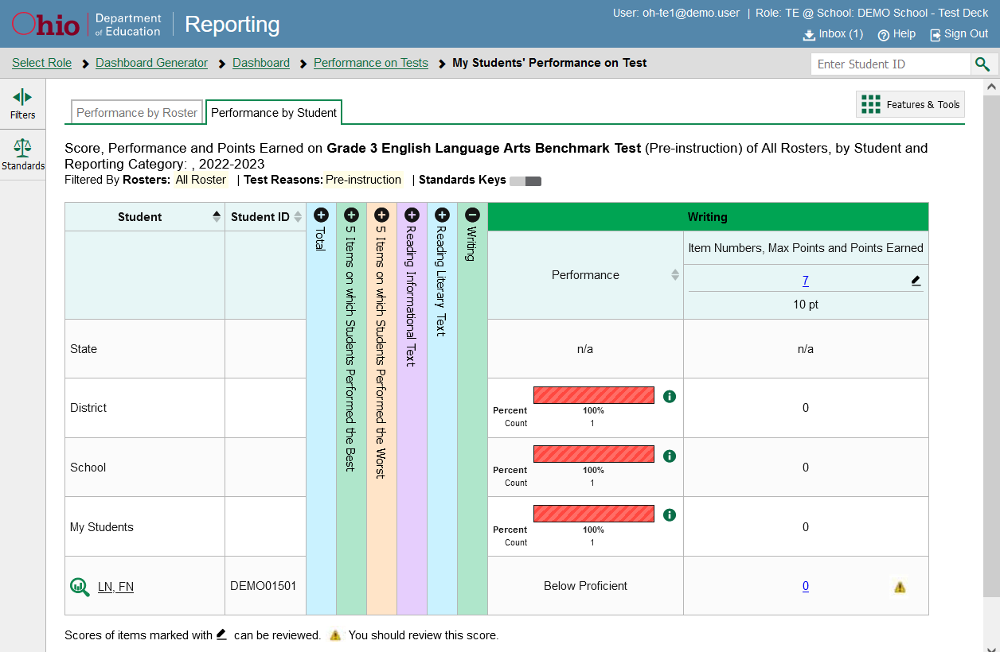 Ohio Department of Education Reporting
User: oh-te1@demo.user | Role: TE @ School: DEMO School - Test Deck
Inbox (1) Help Sign Out
Select Role Dashboard Generator Dashboard Performance on Tests My Students' Performance on Test Enter Student ID
Filters
Standards
Performance by Roster Performance by Student Features & Tools
Score, Performance and Points Earned on Grade 3 English Language Arts Benchmark Test (Pre-instruction) of All Rosters, by Student and
Reporting Category: , 2022-2023
Filtered By Rosters: All Roster | Test Reasons: Pre-instruction | Standards Keys
Student Student ID Writing
Total
5 Items on which Students Performed the Best
5 Items on which Students Performed the Worst
Reading Informational Text
Reading Literary Text
Writing
Performance
Item Numbers, Max Points and Points Earned
7
10 pt
State n/a n/a
District Percent 100% 0
Count 1
School Percent 100% 0
Count 1
My Students Percent 100% 0
Count 1
LN, FN DEMO01501 Below Proficient 0
Scores of items marked with can be reviewed. You should review this score.